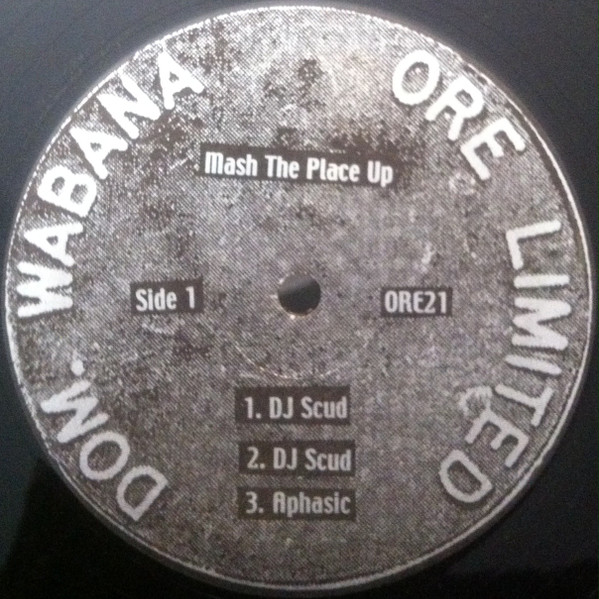 DOM. WABANA ORE LIMITED
Mash The Place Up
Side 1
ORE21
1. DJ Scud
2. DJ Scud
3. Aphasic